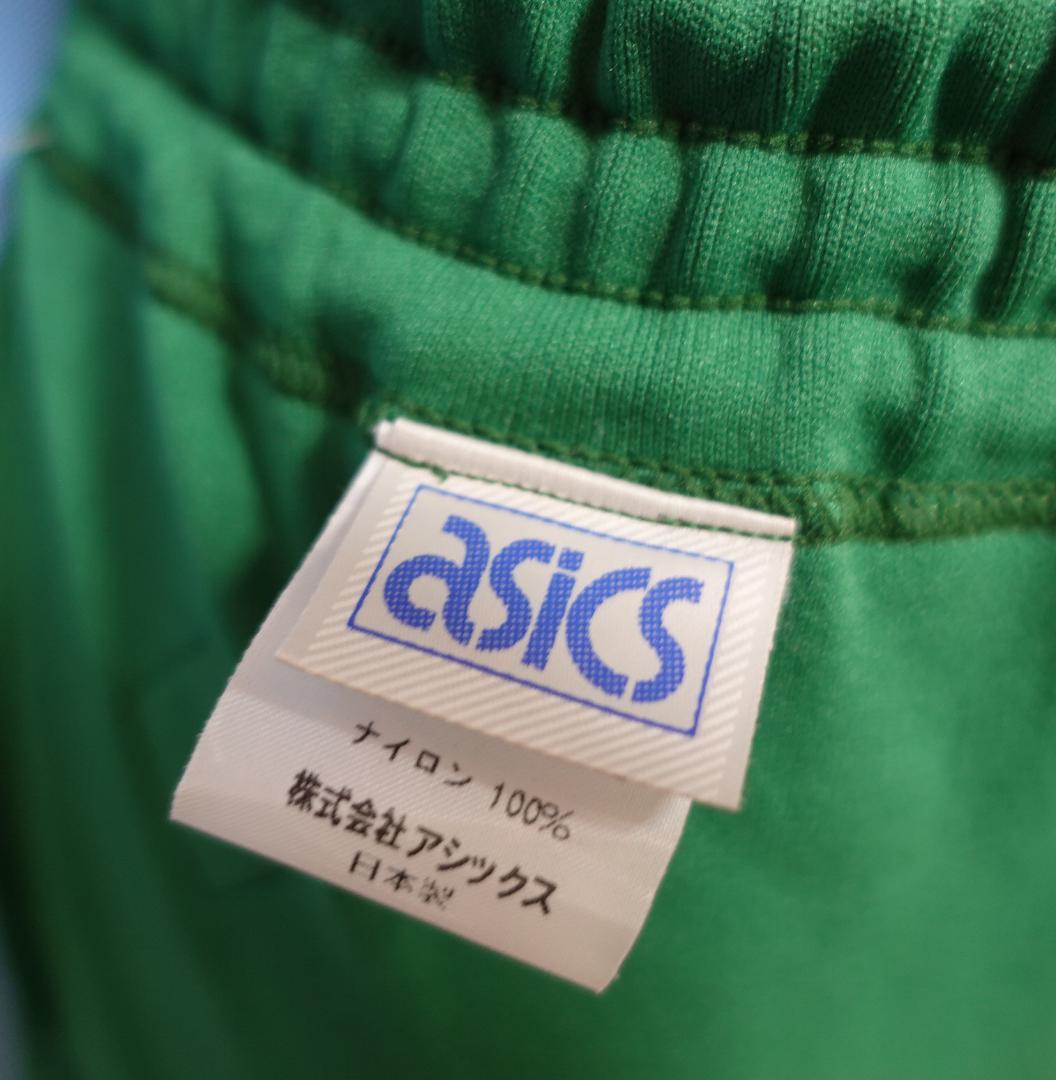 asics
ナイロン 100%
株式会社アシックス
日本製